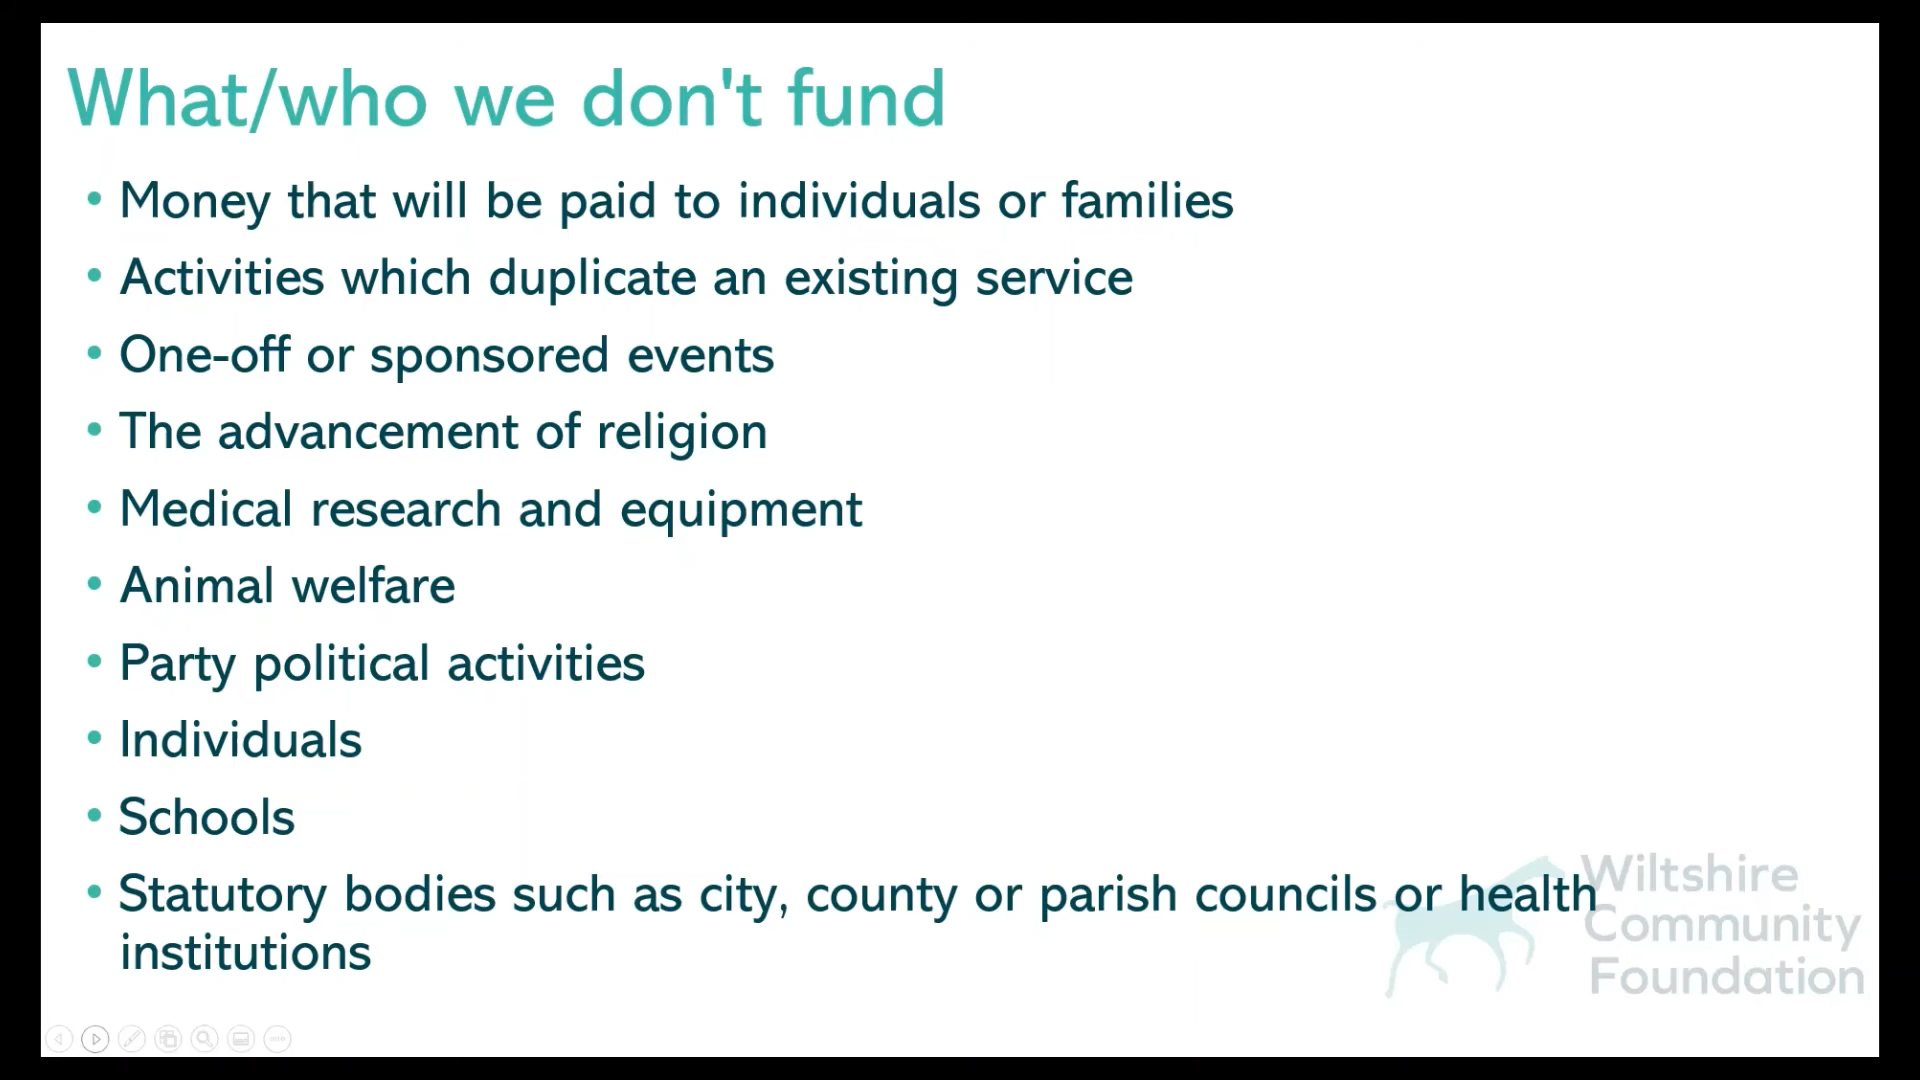 What/who we don't fund
• Money that will be paid to individuals or families
• Activities which duplicate an existing service
• One-off or sponsored events
• The advancement of religion
• Medical research and equipment
• Animal welfare
• Party political activities
• Individuals
• Schools
• Statutory bodies such as city, county or parish councils or health
institutions
Wiltshire
Community
Foundation